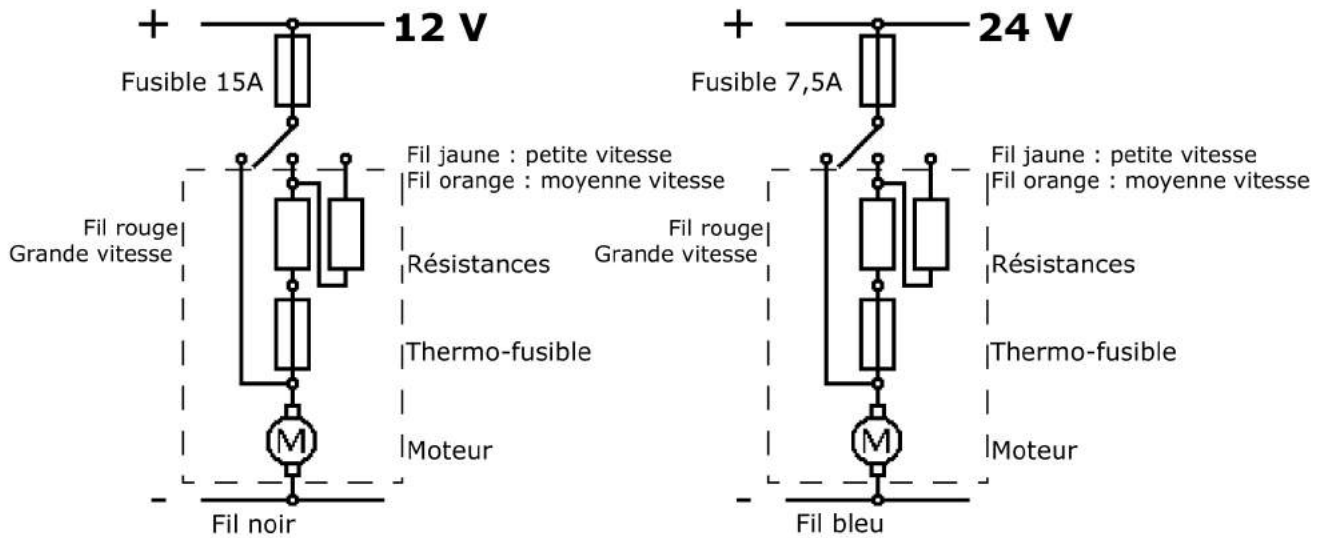 + 12 V
Fusible 15A
Fil jaune : petite vitesse
Fil orange : moyenne vitesse
Fil rouge
Grande vitesse
Résistances
Thermo-fusible
M
Moteur
-
Fil noir
+ 24 V
Fusible 7,5A
Fil jaune : petite vitesse
Fil orange : moyenne vitesse
Fil rouge
Grande vitesse
Résistances
Thermo-fusible
M
Moteur
-
Fil bleu